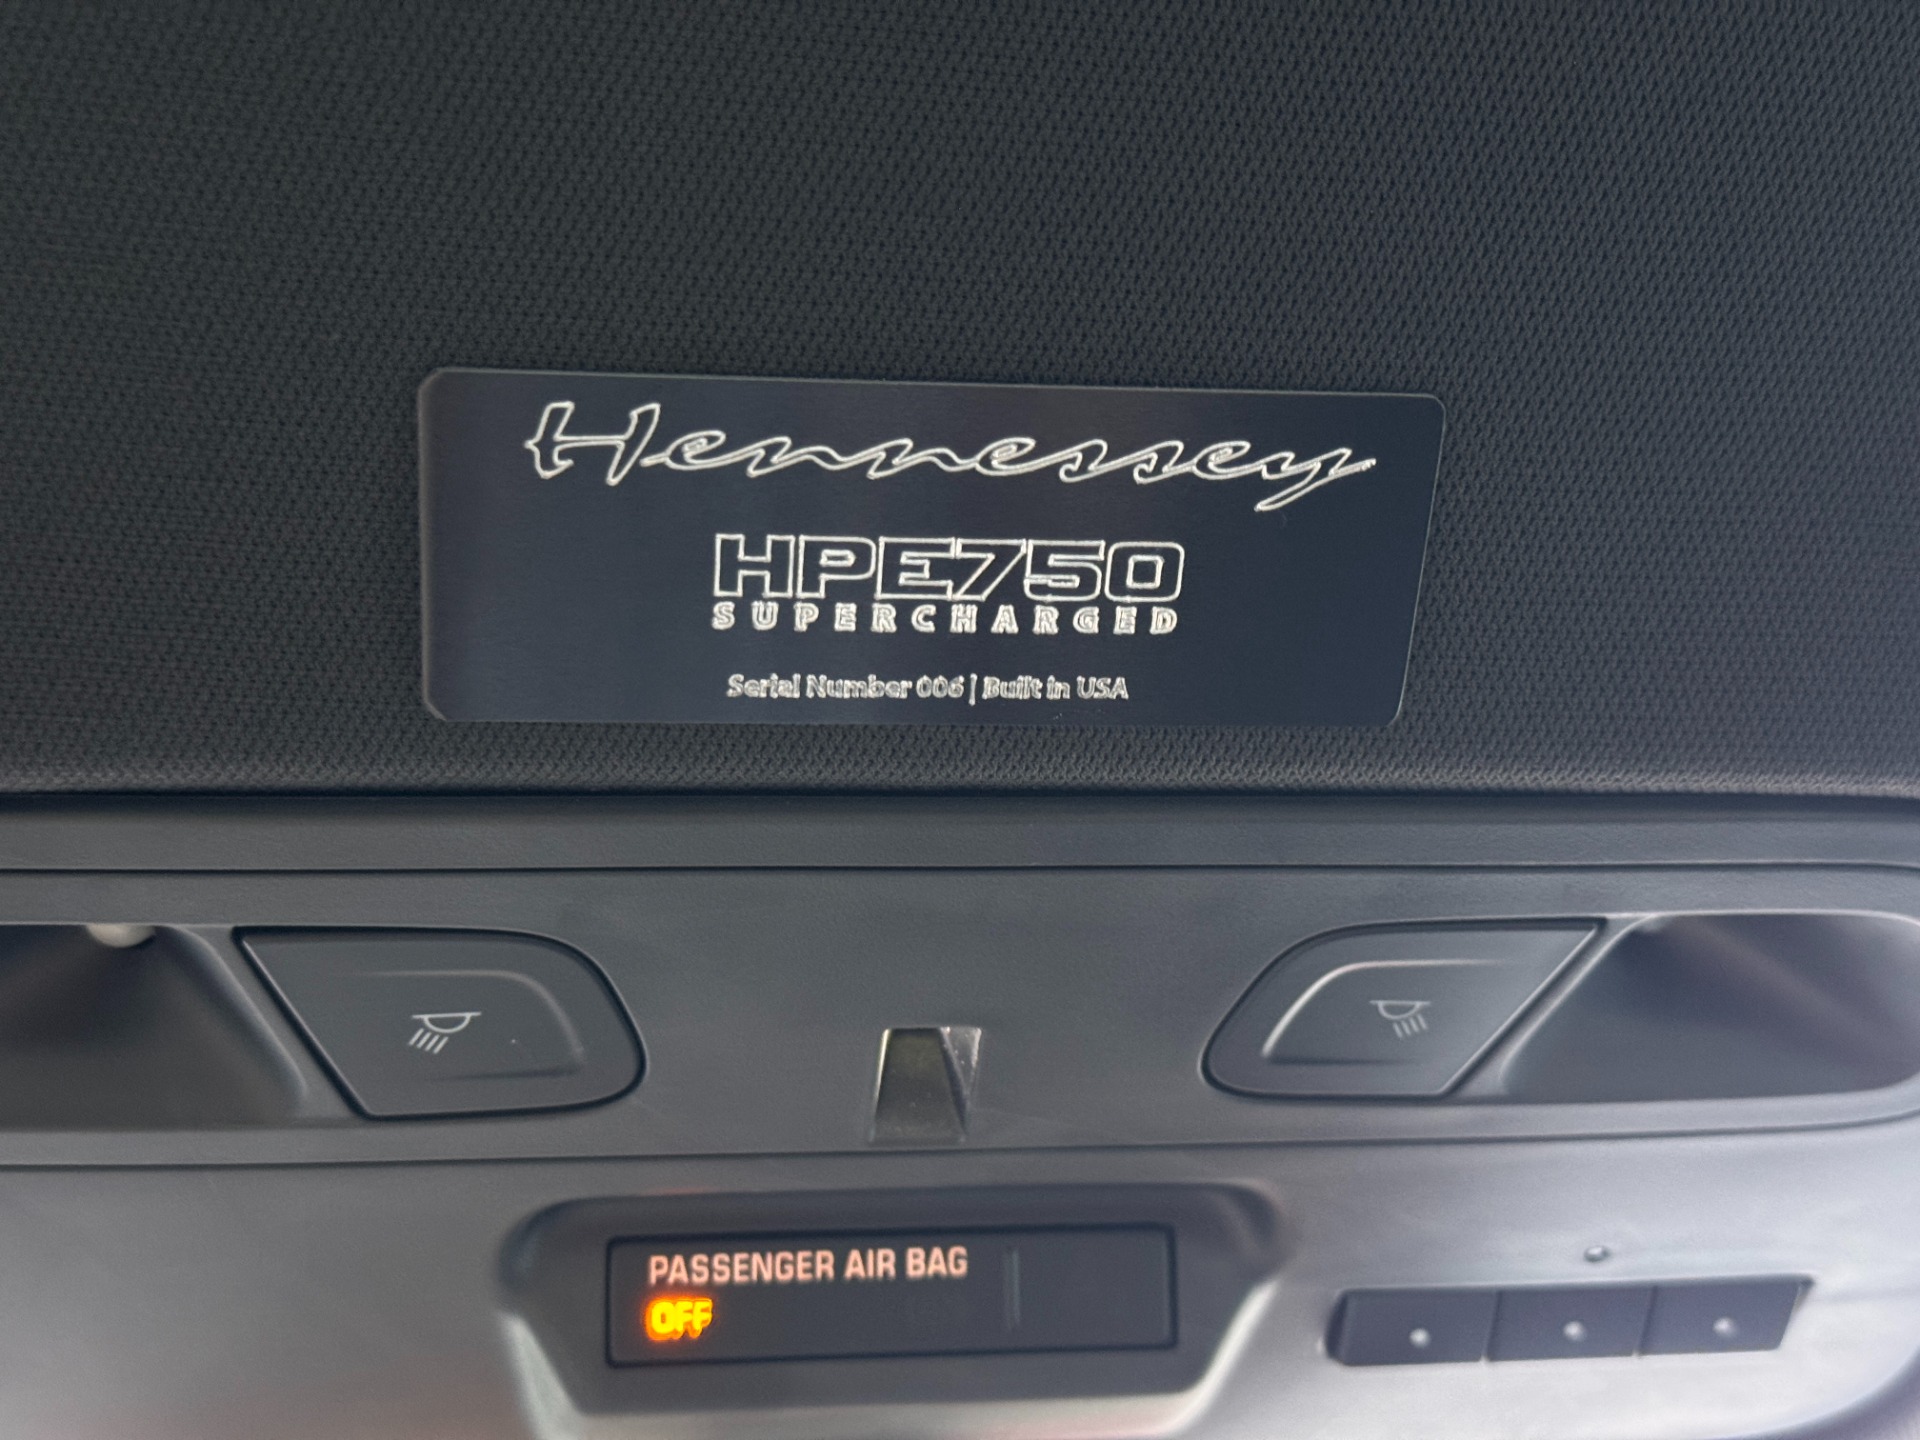 Hennessey
HPE750
SUPERCHARGED
Serial Number 006 | Built in USA
PASSENGER AIR BAG
OFF